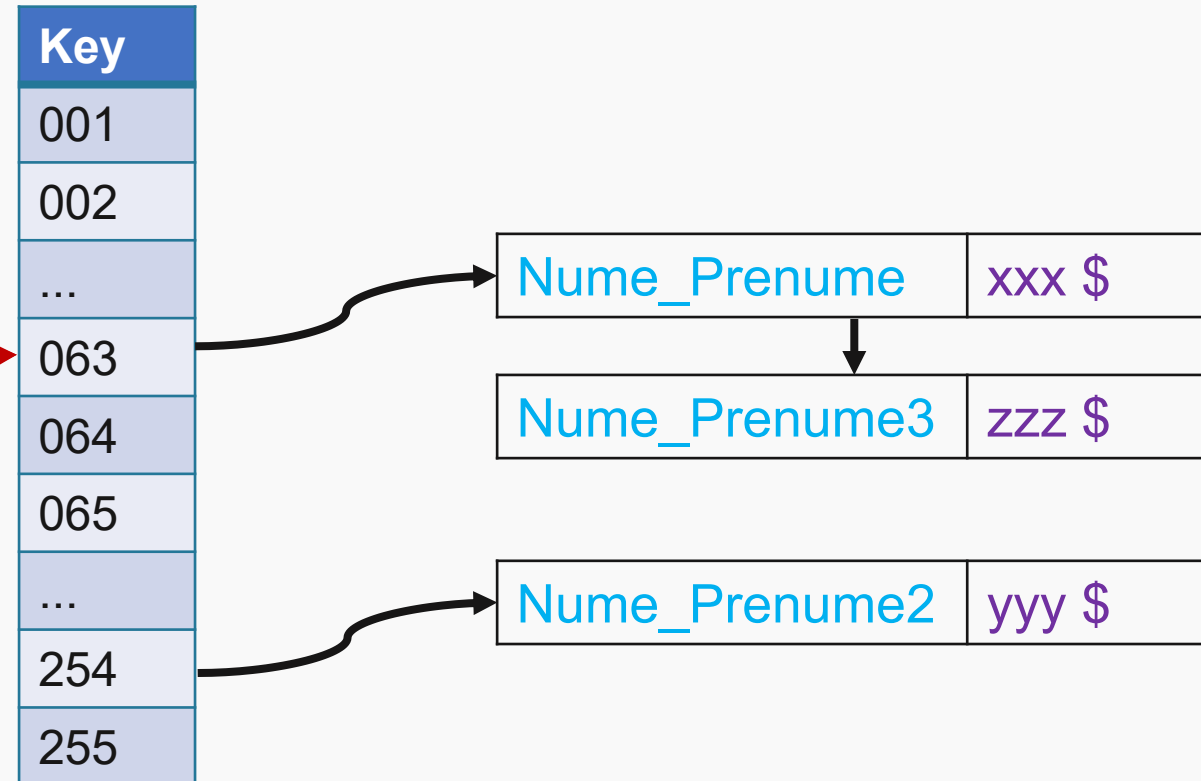 Key
001
002
...
063
064
065
...
254
255
Nume_Prenume xxx $
Nume_Prenume3 zzz $
Nume_Prenume2 yyy $